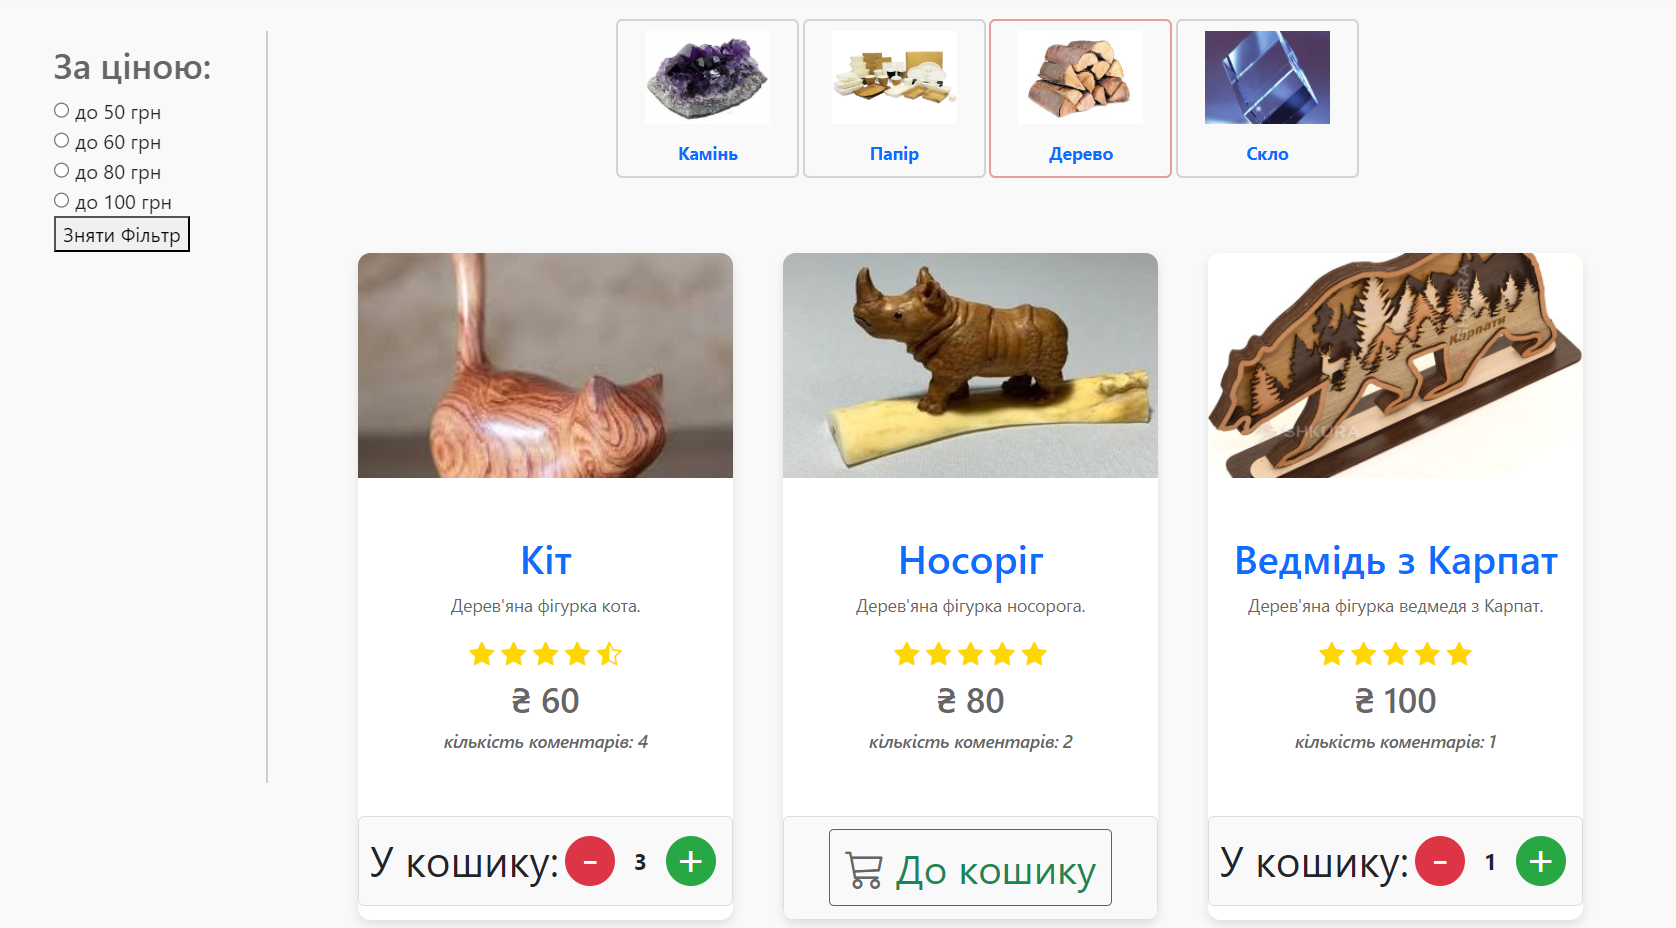 За ціною:
до 50 грн
до 60 грн
до 80 грн
до 100 грн
Зняти Фільтр
Камінь
Папір
Дерево
Скло
Карпати
SHKURA
Кіт
Дерев'яна фігурка кота.
₴ 60
кількість коментарів: 4
У кошику: - 3 +
Носоріг
Дерев'яна фігурка носорога.
₴ 80
кількість коментарів: 2
До кошику
Ведмідь з Карпат
Дерев'яна фігурка ведмедя з Карпат.
₴ 100
кількість коментарів: 1
У кошику: - 1 +